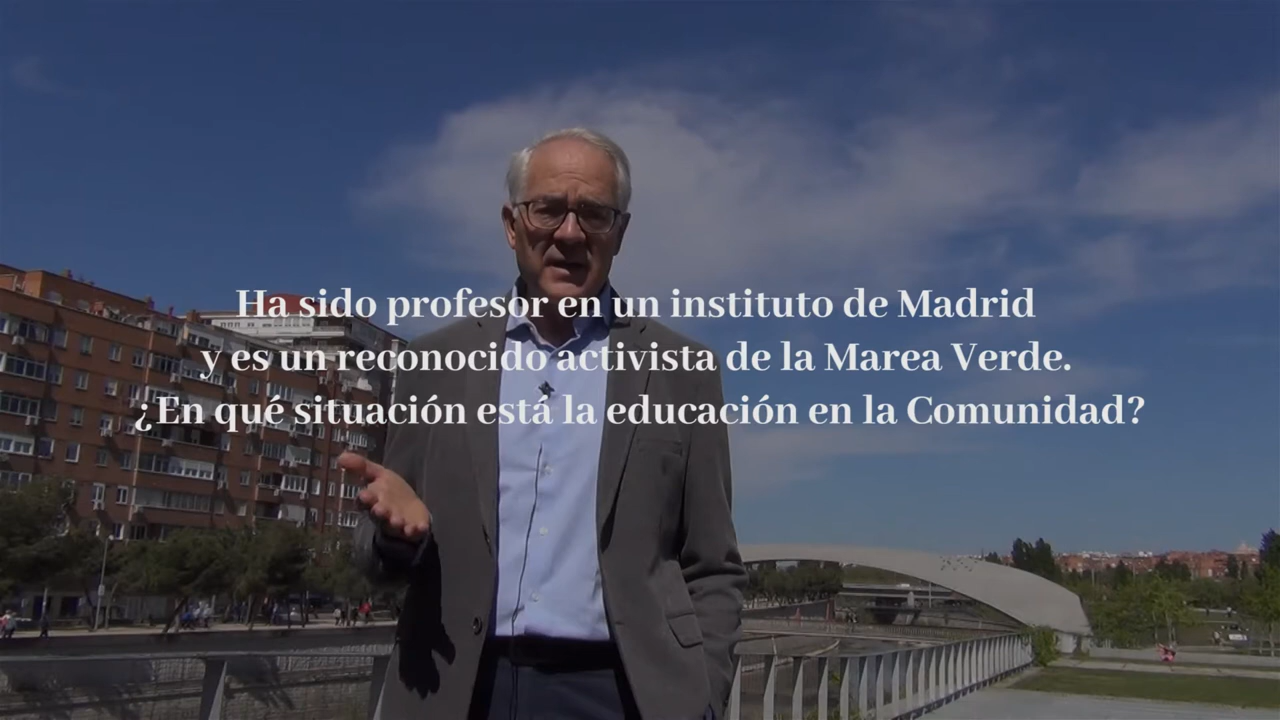 Ha sido profesor en un instituto de Madrid
y es un reconocido activista de la Marea Verde.
¿En qué situación está la educación en la Comunidad?